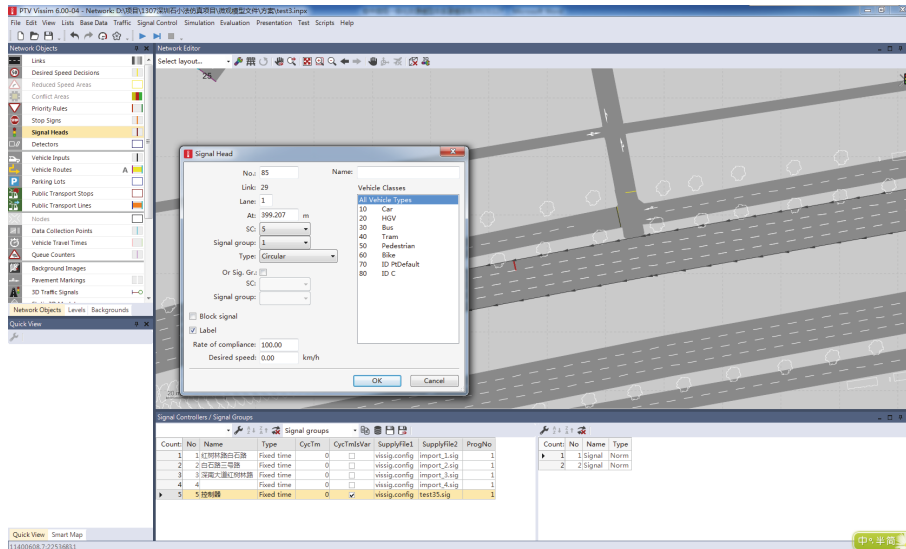 PTV Vissim 6.00-04 - Network: D:\项目\1307深圳石小法仿真项目\微观模型文件\方案\test3.inpx
File Edit View Lists Base Data Traffic Signal Control Simulation Evaluation Presentation Test Scripts Help
Network Objects
Network Editor
Select layout...
Links
Desired Speed Decisions
Reduced Speed Areas
Conflict Areas
Priority Rules
Stop Signs
Signal Heads
Detectors
Vehicle Inputs
Vehicle Routes A
Parking Lots
Public Transport Stops
Public Transport Lines
Nodes
Data Collection Points
Vehicle Travel Times
Queue Counters
Background Images
Pavement Markings
3D Traffic Signals
Network Objects Levels Backgrounds
Quick View
Quick View Smart Map
Signal Head
No.: 85 Name:
Link: 29 Vehicle Classes
Lane: 1
At: 399.207 m
SC: 5
Signal group: 1
Type: Circular
Or Sig. Gr.:
SC:
Signal group:
All Vehicle Types
10 Car
20 HGV
30 Bus
40 Tram
50 Pedestrian
60 Bike
70 ID PtDefault
80 ID C
Block signal
Label
Rate of compliance: 100.00
Desired speed: 0.00 km/h
OK Cancel
Signal Controllers / Signal Groups
Signal groups
Count: No Name Type CycTm CycTmIsVar SupplyFile1 SupplyFile2 ProgNo
1 1 红树林路白石路 Fixed time 0 vissig.config import_1.sig 1
2 2 白石路三号路 Fixed time 0 vissig.config import_2.sig 1
3 3 深南大道红树林路 Fixed time 0 vissig.config import_3.sig 1
4 4 Fixed time 0 vissig.config import_4.sig 1
5 5 控制器 Fixed time 0 vissig.config test35.sig 1
Count: No Name Type
1 1 Signal Norm
2 2 Signal Norm
中 半 简